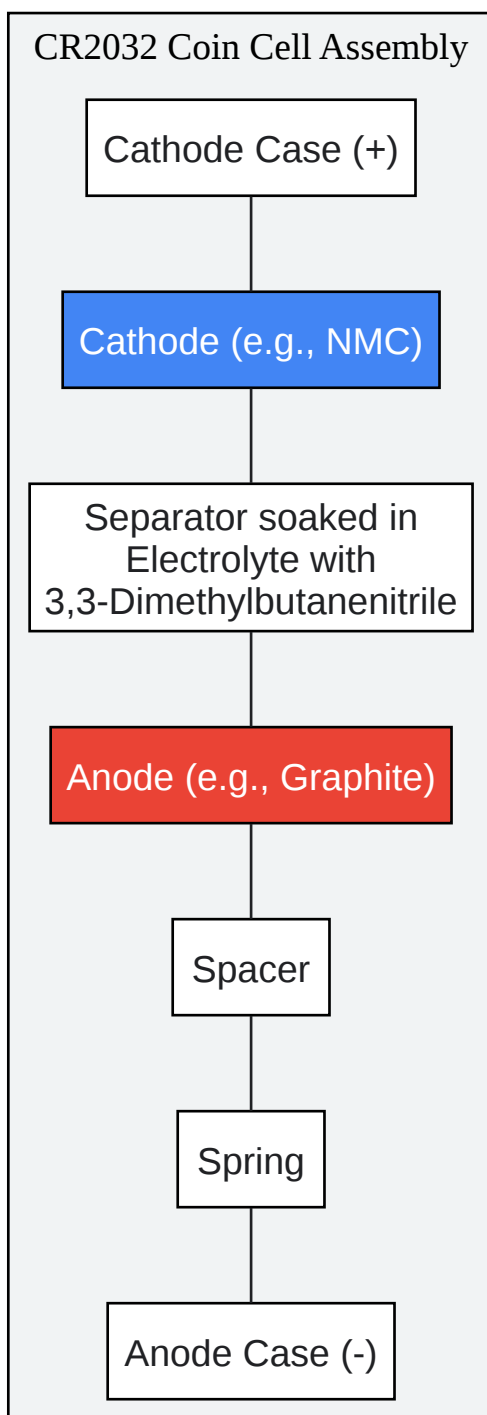 CR2032 Coin Cell Assembly
Cathode Case (+)
Cathode (e.g., NMC)
Separator soaked in
Electrolyte with
3,3-Dimethylbutanenitrile
Anode (e.g., Graphite)
Spacer
Spring
Anode Case (-)